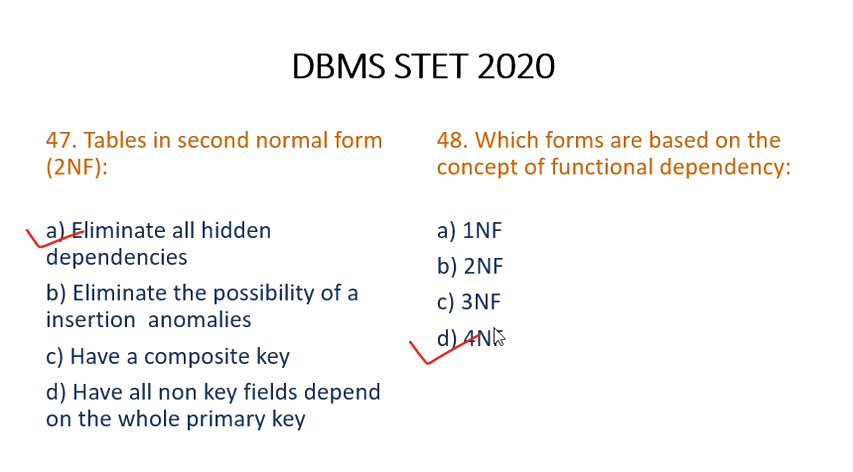 DBMS STET 2020
47. Tables in second normal form
(2NF):
a) Eliminate all hidden
dependencies
b) Eliminate the possibility of a
insertion anomalies
c) Have a composite key
d) Have all non key fields depend
on the whole primary key
48. Which forms are based on the
concept of functional dependency:
a) 1NF
b) 2NF
c) 3NF
d) 4NF